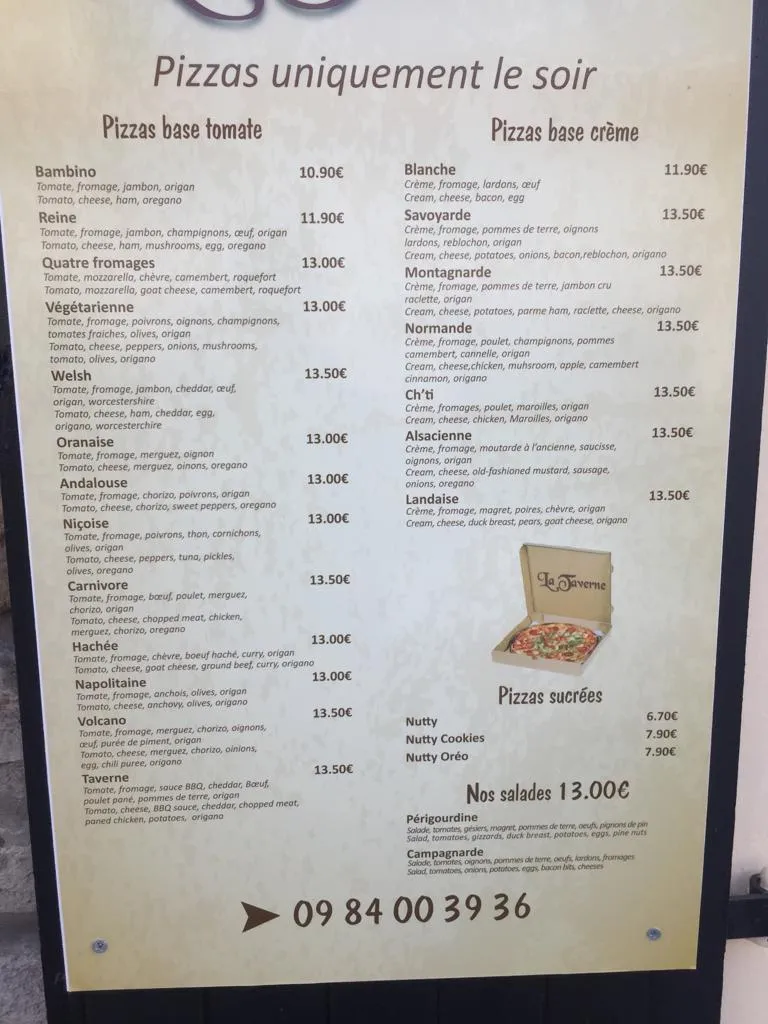 Pizzas uniquement le soir
Pizzas base tomate
Bambino 10.90€
Tomate, fromage, jambon, origan
Tomato, cheese, ham, oregano
Reine 11.90€
Tomate, fromage, jambon, champignons, œuf, origan
Tomato, cheese, ham, mushrooms, egg, oregano
Quatre fromages 13.00€
Tomate, mozzarella, chèvre, camembert, roquefort
Tomato, mozzarella, goat cheese, camembert, roquefort
Végétarienne 13.00€
Tomate, fromage, poivrons, oignons, champignons,
tomates fraiches, olives, origan
Tomato, cheese, peppers, onions, mushrooms,
tomato, olives, origano
Welsh 13.50€
Tomate, fromage, jambon, cheddar, œuf,
origan, worcestershire
Tomato, cheese, ham, cheddar, egg,
origano, worcesterchire
Oranaise 13.00€
Tomate, fromage, merguez, oignon
Tomato, cheese, merguez, oinons, oregano
Andalouse 13.00€
Tomate, fromage, chorizo, poivrons, origan
Tomato, cheese, chorizo, sweet peppers, oregano
Niçoise 13.00€
Tomate, fromage, poivrons, thon, cornichons,
olives, origan
Tomato, cheese, peppers, tuna, pickles,
olives, oregano
Carnivore 13.50€
Tomate, fromage, bœuf, poulet, merguez,
chorizo, origan
Tomato, cheese, chopped meat, chicken,
merguez, chorizo, oregano
Hachée 13.00€
Tomate, fromage, chèvre, boeuf haché, curry, origan
Tomato, cheese, goat cheese, ground beef, curry, origano
Napolitaine 13.00€
Tomate, fromage, anchois, olives, origan
Tomato, cheese, anchovy, olives, origano
Volcano 13.50€
Tomate, fromage, merguez, chorizo, oignons,
œuf, purée de piment, origan
Tomato, cheese, merguez, chorizo, oinions,
egg, chili puree, origano
Taverne 13.50€
Tomate, fromage, sauce BBQ, cheddar, Bœuf,
poulet pané, pommes de terre, origan
Tomato, cheese, BBQ sauce, cheddar, chopped meat,
paned chicken, potatoes, origano
Pizzas base crème
Blanche 11.90€
Crème, fromage, lardons, œuf
Cream, cheese, bacon, egg
Savoyarde 13.50€
Crème, fromage, pommes de terre, oignons
lardons, reblochon, origan
Cream, cheese, potatoes, onions, bacon,reblochon, origano
Montagnarde 13.50€
Crème, fromage, pommes de terre, jambon cru
raclette, origan
Cream, cheese, potatoes, parme ham, raclette, cheese, origano
Normande 13.50€
Crème, fromage, poulet, champignons, pommes
camembert, cannelle, origan
Cream, cheese,chicken, muhsroom, apple, camembert
cinnamon, origano
Ch'ti 13.50€
Crème, fromages, poulet, maroilles, origan
Cream, cheese, chicken, Maroilles, origano
Alsacienne 13.50€
Crème, fromage, moutarde à l'ancienne, saucisse,
oignons, origan
Cream, cheese, old-fashioned mustard, sausage,
onions, oregano
Landaise 13.50€
Crème, fromage, magret, poires, chèvre, origan
Cream, cheese, duck breast, pears, goat cheese, origano
La Taverne
Pizzas sucrées
Nutty 6.70€
Nutty Cookies 7.90€
Nutty Oréo 7.90€
Nos salades 13.00€
Périgourdine
Salade, tomates, gésiers, magret, pommes de terre, oeufs, pignons de pin
Salad, tomatoes, gizzards, duck breast, potatoes, eggs, pine nuts
Campagnarde
Salade, tomates, oignons, pommes de terre, oeufs, lardons, fromages
Salad, tomatoes, onions, potatoes, eggs, bacon bits, cheeses
09 84 00 39 36